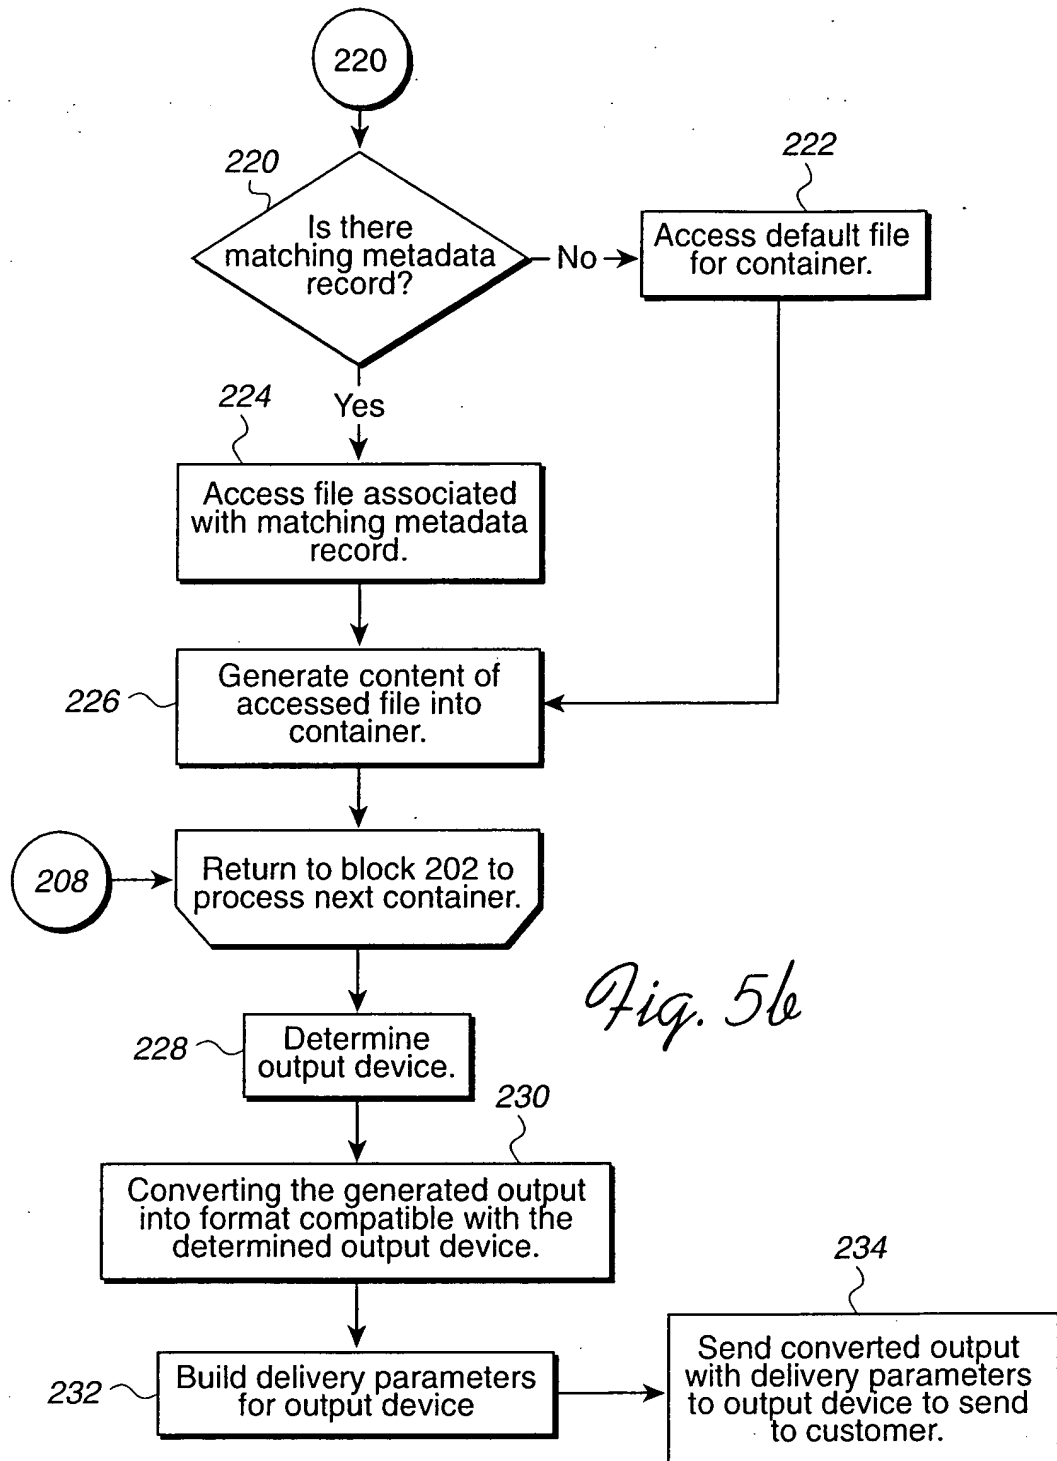 220
220
Is there
matching metadata
record?
No
222
Access default file
for container.
Yes
224
Access file associated
with matching metadata
record.
226
Generate content of
accessed file into
container.
208
Return to block 202 to
process next container.
Fig. 5b
228
Determine
output device.
230
Converting the generated output
into format compatible with the
determined output device.
232
Build delivery parameters
for output device
234
Send converted output
with delivery parameters
to output device to send
to customer.